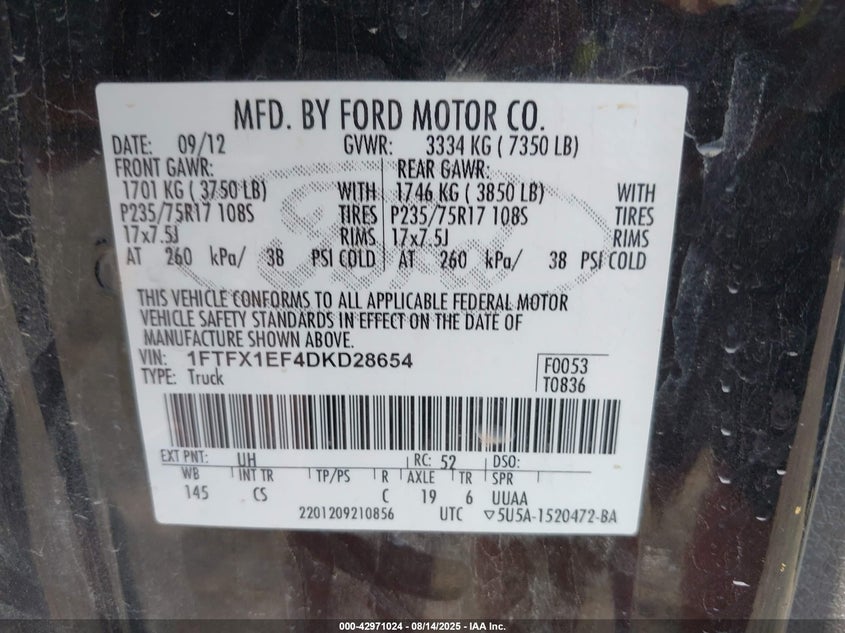 MFD. BY FORD MOTOR CO.
DATE: 09/12 GVWR: 3334 KG ( 7350 LB)
FRONT GAWR: REAR GAWR:
1701 KG ( 3750 LB) WITH 1746 KG ( 3850 LB) WITH
P235/75R17 108S TIRES P235/75R17 108S TIRES
17x7.5J RIMS 17x7.5J RIMS
AT 260 kPa/ 38 PSI COLD AT 260 kPa/ 38 PSI COLD
Ford
THIS VEHICLE CONFORMS TO ALL APPLICABLE FEDERAL MOTOR
VEHICLE SAFETY STANDARDS IN EFFECT ON THE DATE OF
MANUFACTURE SHOWN ABOVE.
VIN: 1FTFX1EF4DKD28654 F0053
TYPE: Truck T0836
EXT PNT: UH RC: 52 DSO:
WB INT TR TP/PS R AXLE TR SPR
145 CS C 19 6 UUAA
2201209210856 UTC ▽5U5A-1520472-BA
000-42971024 - 08/14/2025 - IAA Inc.